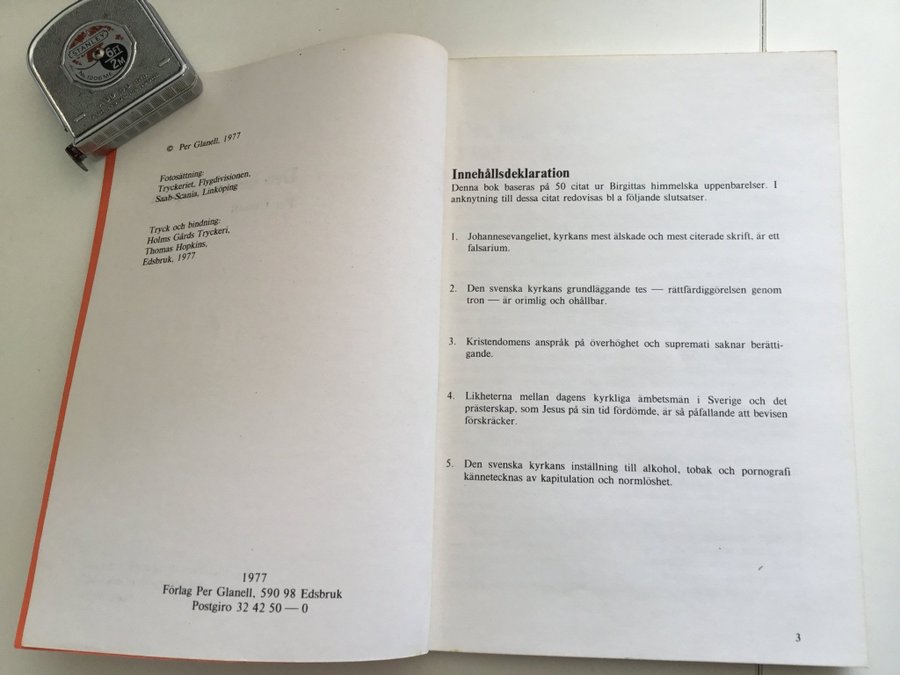 STANLEY
6FT
2M
No 1206ME
© Per Glanell, 1977
Fotosättning:
Tryckeriet, Flygdivisionen,
Saab-Scania, Linköping
Tryck och bindning:
Holms Gårds Tryckeri,
Thomas Hopkins,
Edsbruk, 1977
1977
Förlag Per Glanell, 590 98 Edsbruk
Postgiro 32 42 50 — 0
Innehållsdeklaration
Denna bok baseras på 50 citat ur Birgittas himmelska uppenbarelser. I
anknytning till dessa citat redovisas bl a följande slutsatser.
1. Johannesevangeliet, kyrkans mest älskade och mest citerade skrift, är ett
falsarium.
2. Den svenska kyrkans grundläggande tes — rättfärdiggörelsen genom
tron — är orimlig och ohållbar.
3. Kristendomens anspråk på överhöghet och supremati saknar berätti-
gande.
4. Likheterna mellan dagens kyrkliga ämbetsmän i Sverige och det
prästerskap, som Jesus på sin tid fördömde, är så påfallande att bevisen
förskräcker.
5. Den svenska kyrkans inställning till alkohol, tobak och pornografi
kännetecknas av kapitulation och normlöshet.
3